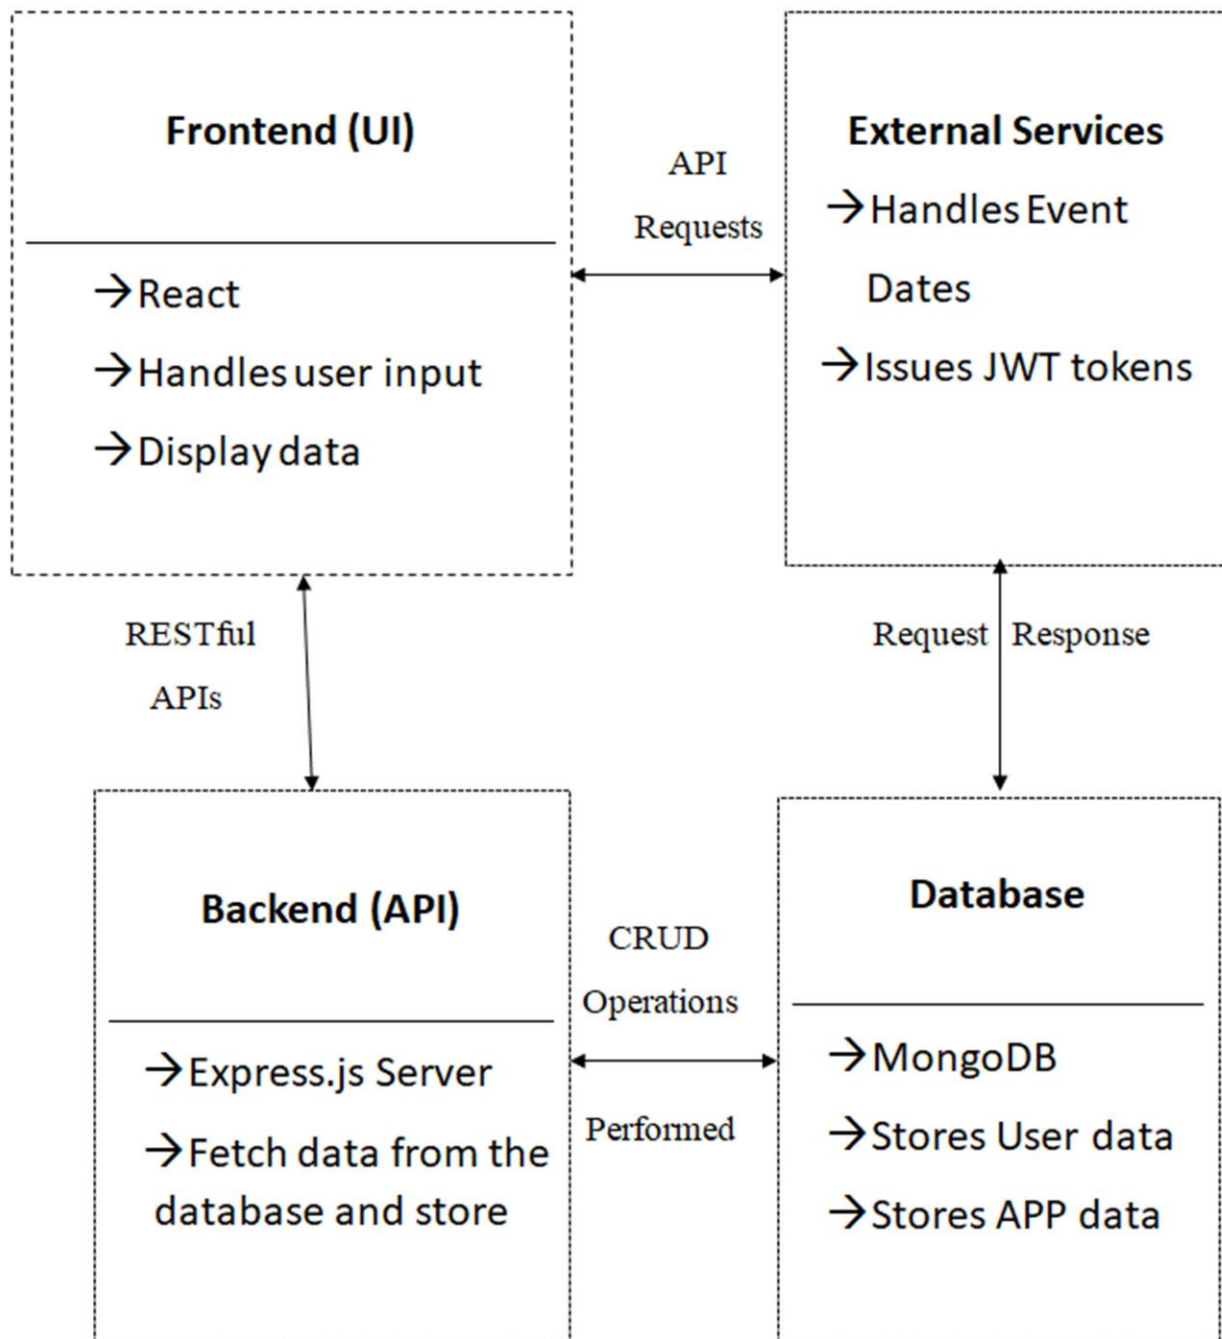 Frontend (UI)
→React
→Handles user input
→Display data
API
Requests
External Services
→Handles Event
Dates
→Issues JWT tokens
RESTful
APIs
Request
Response
Backend (API)
→Express.js Server
→Fetch data from the
database and store
CRUD
Operations
Performed
Database
→MongoDB
→Stores User data
→Stores APP data